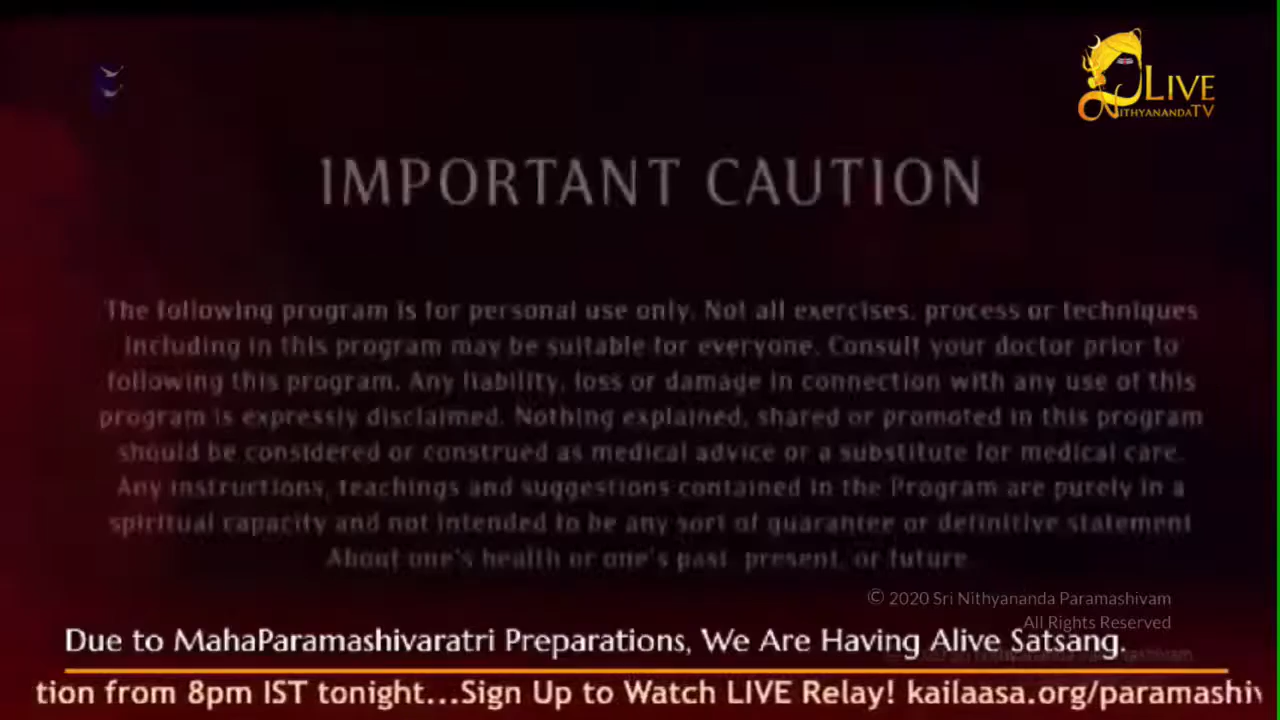 LIVE
NITHYANANDATV
IMPORTANT CAUTION
The following program is for personal use only. Not all exercises, process or techniques
including in this program may be suitable for everyone. Consult your doctor prior to
following this program. Any liability, loss or damage in connection with any use of this
program is expressly disclaimed. Nothing explained, shared or promoted in this program
should be considered or construed as medical advice or a substitute for medical care.
Any instructions, teachings and suggestions contained in the Program are purely in a
spiritual capacity and not intended to be any sort of guarantee or definitive statement
About one's health or one's past, present, or future.
© 2020 Sri Nithyananda Paramashivam
All Rights Reserved
Due to MahaParamashivaratri Preparations, We Are Having Alive Satsang.
tion from 8pm IST tonight...Sign Up to Watch LIVE Relay! kailaasa.org/paramashiv